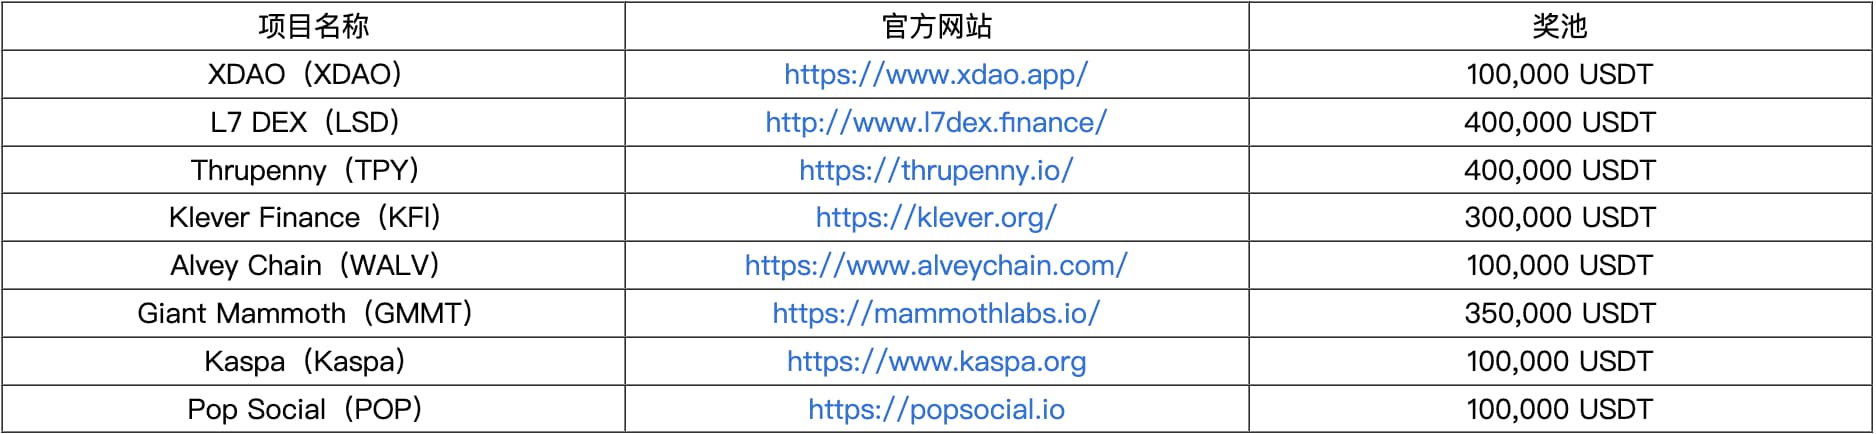 项目名称 官方网站 奖池
XDAO（XDAO） https://www.xdao.app/ 100,000 USDT
L7 DEX（LSD） http://www.l7dex.finance/ 400,000 USDT
Thrupenny（TPY） https://thrupenny.io/ 400,000 USDT
Klever Finance（KFI） https://klever.org/ 300,000 USDT
Alvey Chain（WALV） https://www.alveychain.com/ 100,000 USDT
Giant Mammoth（GMMT） https://mammothlabs.io/ 350,000 USDT
Kaspa（Kaspa） https://www.kaspa.org 100,000 USDT
Pop Social（POP） https://popsocial.io 100,000 USDT